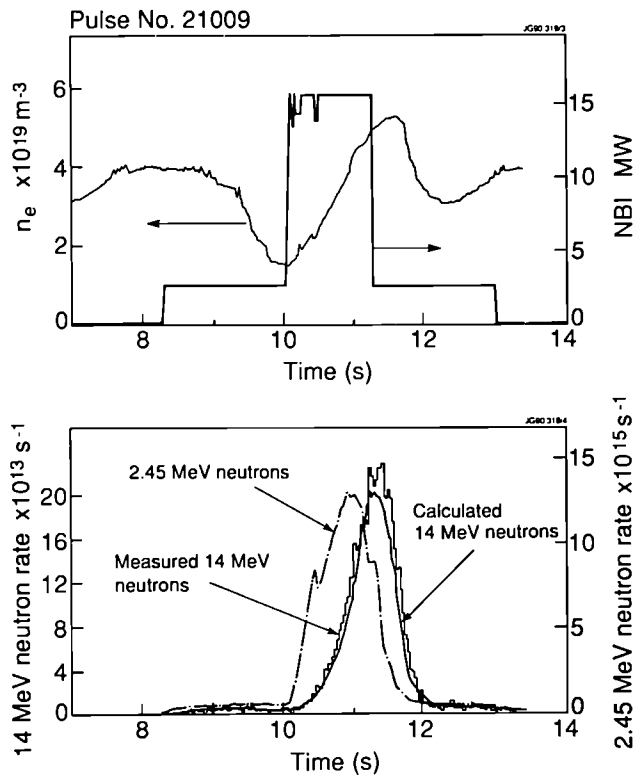 Pulse No. 21009
JG90 319/3
6
4
2
0
n_e x10^19 m^-3
15
10
5
0
NBI MW
8
10
12
14
Time (s)
JG90 319/4
20
16
12
8
4
0
14 MeV neutron rate x10^13 s^-1
2.45 MeV neutrons
Measured 14 MeV
neutrons
Calculated
14 MeV neutrons
15
10
5
0
2.45 MeV neutron rate x10^15 s^-1
8
10
12
14
Time (s)